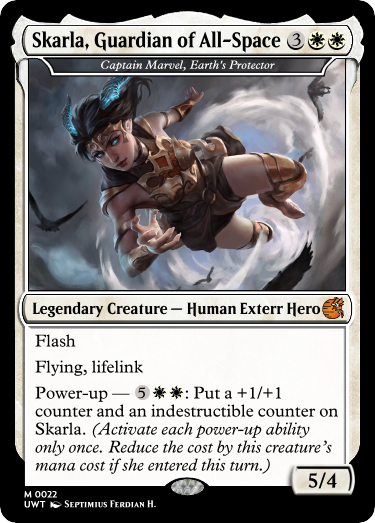 Skarla, Guardian of All-Space 3
Captain Marvel, Earth's Protector
Legendary Creature — Human Exterr Hero
Flash
Flying, lifelink
Power-up — 5: Put a +1/+1
counter and an indestructible counter on
Skarla. (Activate each power-up ability
only once. Reduce the cost by this creature's
mana cost if she entered this turn.)
5/4
M 0022
UWT Septimius Ferdian H.